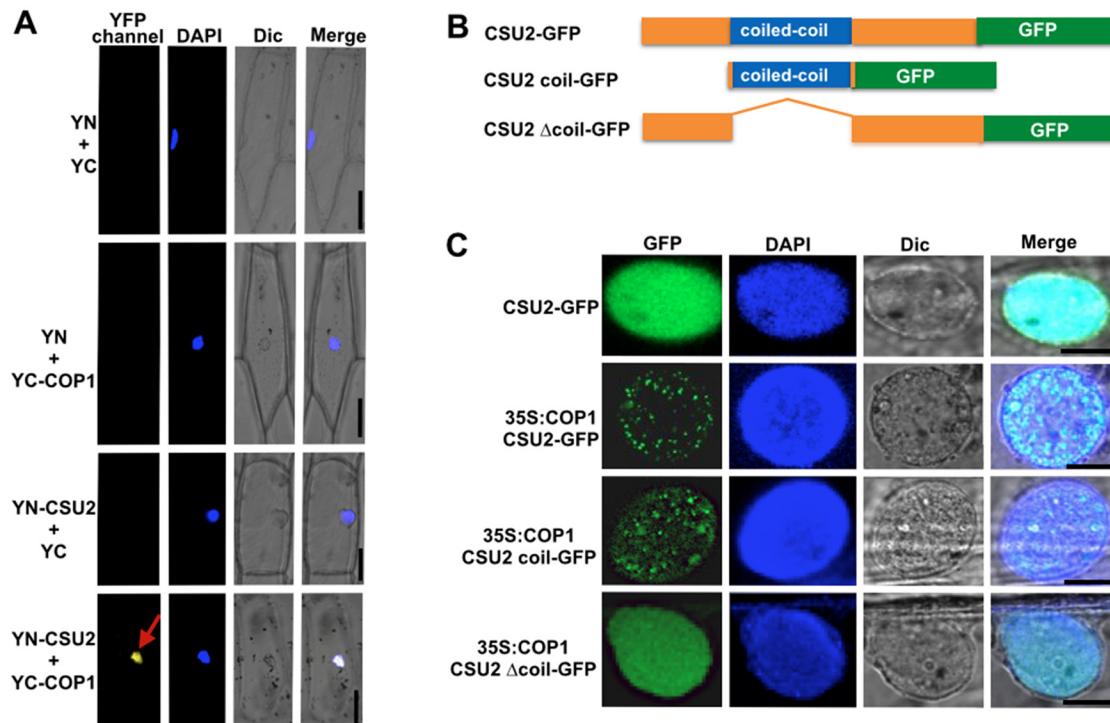 A
YFP channel DAPI Dic Merge
YN + YC
YN + YC-COP1
YN-CSU2 + YC
YN-CSU2 + YC-COP1
B
CSU2-GFP coiled-coil GFP
CSU2 coil-GFP coiled-coil GFP
CSU2 Δcoil-GFP GFP
C
GFP DAPI Dic Merge
CSU2-GFP
35S:COP1
CSU2-GFP
35S:COP1
CSU2 coil-GFP
35S:COP1
CSU2 Δcoil-GFP